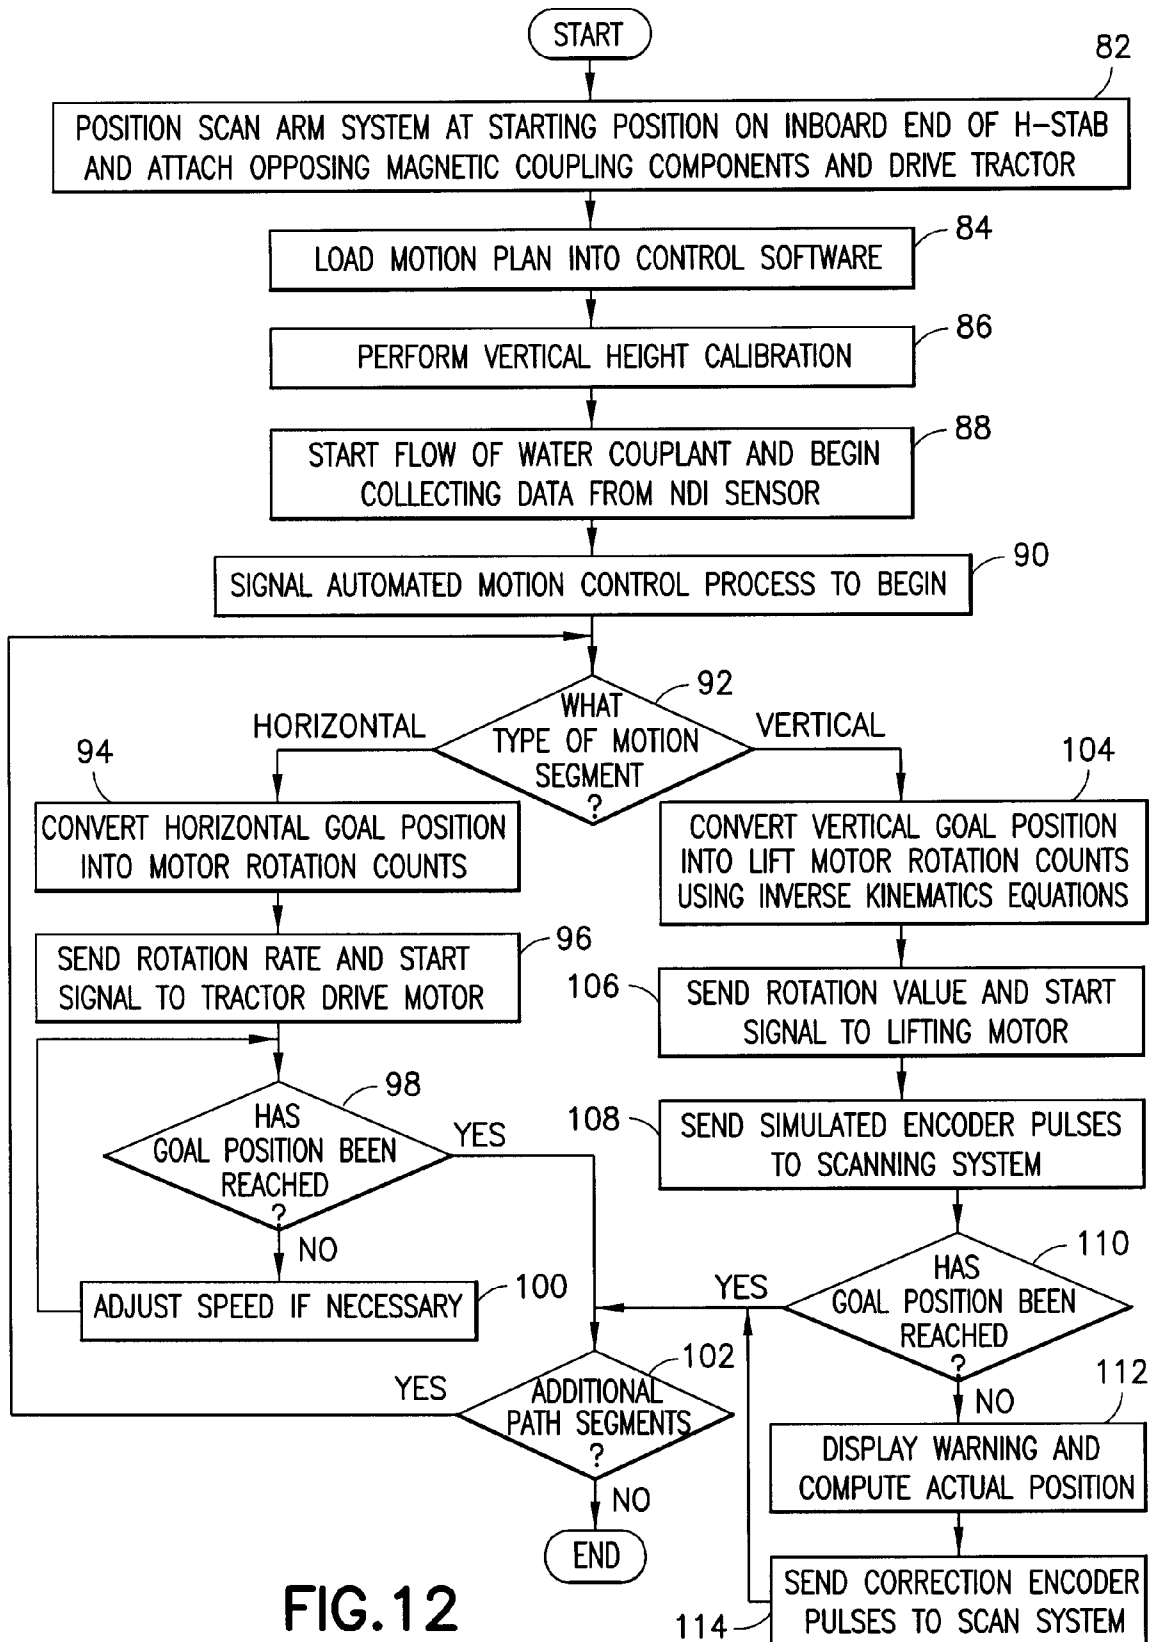 START
82
POSITION SCAN ARM SYSTEM AT STARTING POSITION ON INBOARD END OF H-STAB
AND ATTACH OPPOSING MAGNETIC COUPLING COMPONENTS AND DRIVE TRACTOR
84
LOAD MOTION PLAN INTO CONTROL SOFTWARE
86
PERFORM VERTICAL HEIGHT CALIBRATION
88
START FLOW OF WATER COUPLANT AND BEGIN
COLLECTING DATA FROM NDI SENSOR
90
SIGNAL AUTOMATED MOTION CONTROL PROCESS TO BEGIN
92
WHAT
TYPE OF MOTION
SEGMENT
?
HORIZONTAL
VERTICAL
94
CONVERT HORIZONTAL GOAL POSITION
INTO MOTOR ROTATION COUNTS
96
SEND ROTATION RATE AND START
SIGNAL TO TRACTOR DRIVE MOTOR
98
HAS
GOAL POSITION BEEN
REACHED
?
YES
NO
100
ADJUST SPEED IF NECESSARY
104
CONVERT VERTICAL GOAL POSITION
INTO LIFT MOTOR ROTATION COUNTS
USING INVERSE KINEMATICS EQUATIONS
106
SEND ROTATION VALUE AND START
SIGNAL TO LIFTING MOTOR
108
SEND SIMULATED ENCODER PULSES
TO SCANNING SYSTEM
110
HAS
GOAL POSITION BEEN
REACHED
?
YES
NO
112
DISPLAY WARNING AND
COMPUTE ACTUAL POSITION
114
SEND CORRECTION ENCODER
PULSES TO SCAN SYSTEM
102
ADDITIONAL
PATH SEGMENTS
?
YES
NO
END
FIG.12